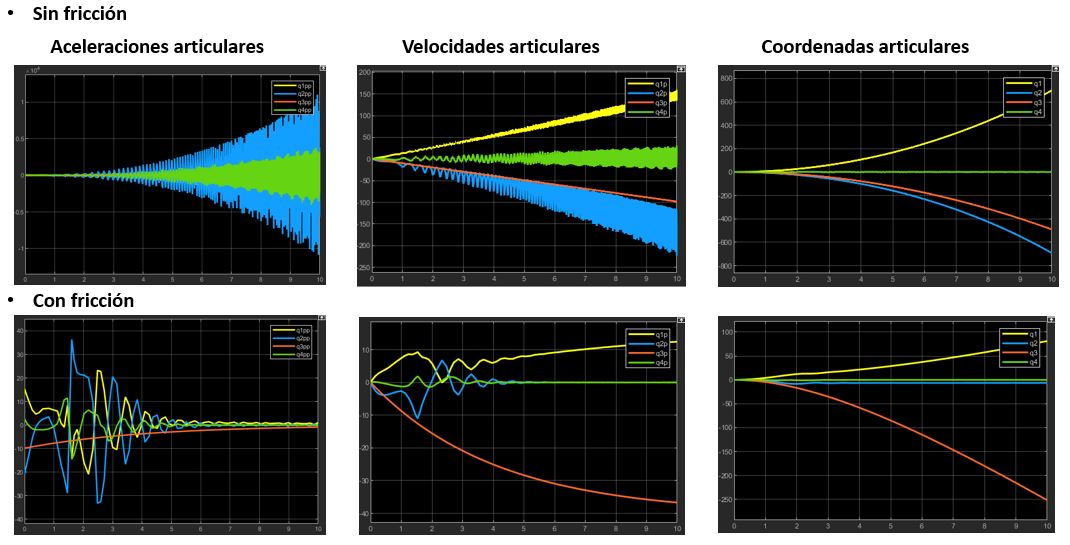 • Sin fricción
Aceleraciones articulares
Velocidades articulares
Coordenadas articulares
× 10⁴
1
0.5
0
-0.5
-1
q1pp
q2pp
q3pp
q4pp
0 1 2 3 4 5 6 7 8 9 10
200
150
100
50
0
-50
-100
-150
-200
-250
q1p
q2p
q3p
q4p
0 1 2 3 4 5 6 7 8 9 10
800
600
400
200
0
-200
-400
-600
-800
q1
q2
q3
q4
0 1 2 3 4 5 6 7 8 9 10
• Con fricción
40
30
20
10
0
-10
-20
-30
-40
q1pp
q2pp
q3pp
q4pp
0 1 2 3 4 5 6 7 8 9 10
10
0
-10
-20
-30
-40
q1p
q2p
q3p
q4p
0 1 2 3 4 5 6 7 8 9 10
100
50
0
-50
-100
-150
-200
-250
q1
q2
q3
q4
0 1 2 3 4 5 6 7 8 9 10